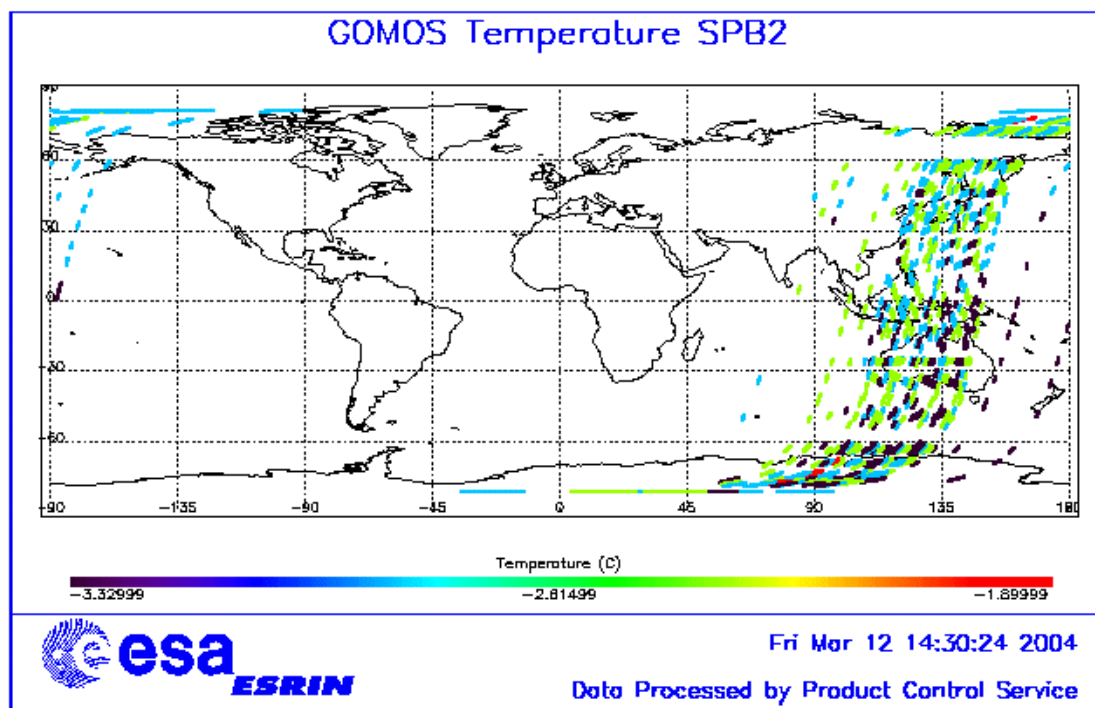 GOMOS Temperature SPB2
90
60
30
0
-30
-60
-90 -135 -90 -45 0 45 90 135 180
Temperature (C)
-3.32999 -2.81499 -1.89999
esa
ESRIN
Fri Mar 12 14:30:24 2004
Data Processed by Product Control Service